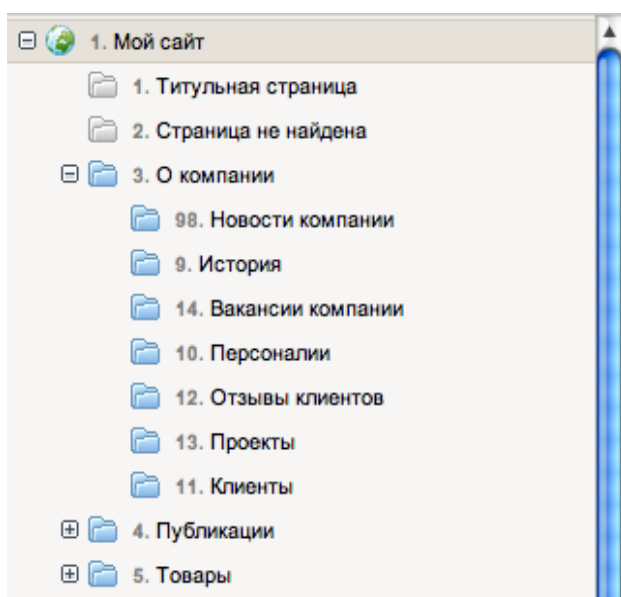 1. Мой сайт
1. Титульная страница
2. Страница не найдена
3. О компании
98. Новости компании
9. История
14. Вакансии компании
10. Персоналии
12. Отзывы клиентов
13. Проекты
11. Клиенты
4. Публикации
5. Товары